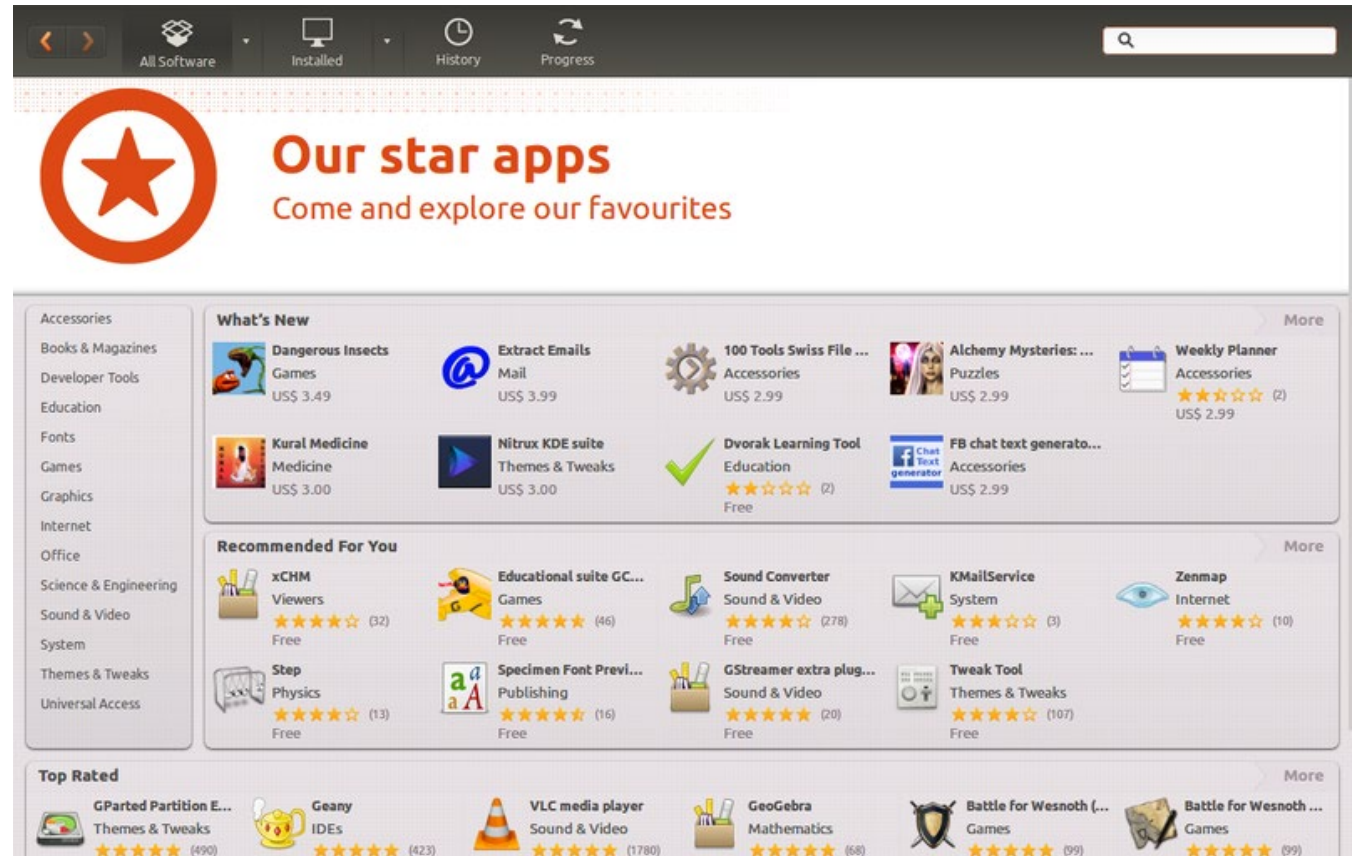 All Software
Installed
History
Progress
Our star apps
Come and explore our favourites
Accessories
Books & Magazines
Developer Tools
Education
Fonts
Games
Graphics
Internet
Office
Science & Engineering
Sound & Video
System
Themes & Tweaks
Universal Access
What's New
More
Dangerous Insects
Games
US$ 3.49
Extract Emails
Mail
US$ 3.99
100 Tools Swiss File ...
Accessories
US$ 2.99
Alchemy Mysteries: ...
Puzzles
US$ 2.99
Weekly Planner
Accessories
(2)
US$ 2.99
Kural Medicine
Medicine
US$ 3.00
Nitrux KDE suite
Themes & Tweaks
US$ 3.00
Dvorak Learning Tool
Education
(2)
Free
Chat
Text
generator
FB chat text generato...
Accessories
US$ 2.99
Recommended For You
More
xCHM
Viewers
(32)
Free
Educational suite GC...
Games
(46)
Free
Sound Converter
Sound & Video
(278)
Free
KMailService
System
(3)
Free
Zenmap
Internet
(10)
Free
Step
Physics
(13)
Free
Specimen Font Previ...
Publishing
(16)
Free
GStreamer extra plug...
Sound & Video
(20)
Free
Tweak Tool
Themes & Tweaks
(107)
Free
Top Rated
More
GParted Partition E...
Themes & Tweaks
(490)
Geany
IDEs
(423)
VLC media player
Sound & Video
(1780)
GeoGebra
Mathematics
(68)
Battle for Wesnoth (...
Games
(99)
Battle for Wesnoth ...
Games
(99)